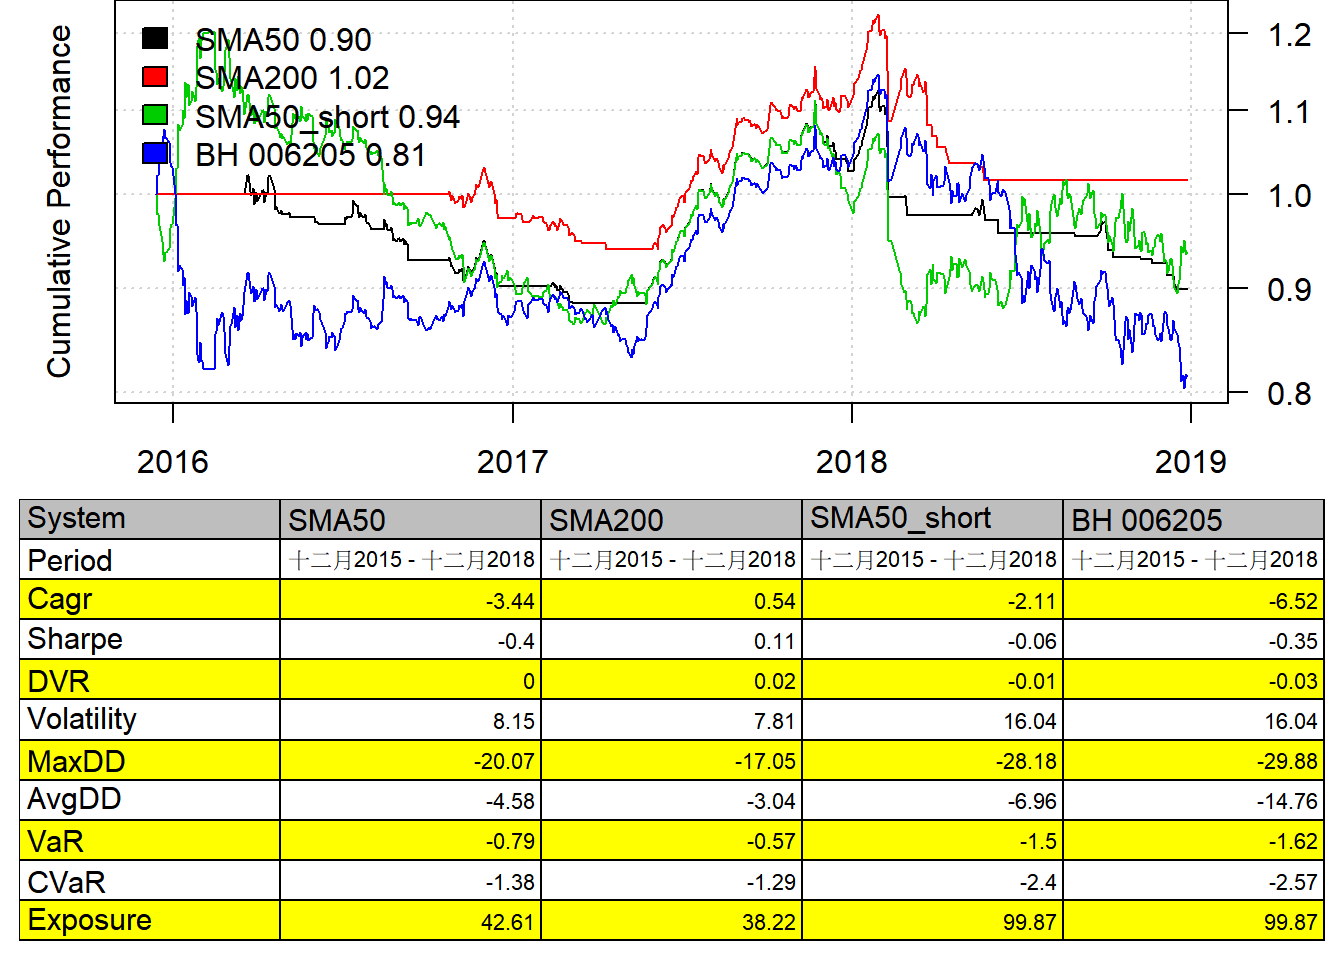 Cumulative Performance
SMA50 0.90
SMA200 1.02
SMA50_short 0.94
BH 006205 0.81
1.2
1.1
1.0
0.9
0.8
2016 2017 2018 2019
System SMA50 SMA200 SMA50_short BH 006205
Period 十二月2015 - 十二月2018 十二月2015 - 十二月2018 十二月2015 - 十二月2018 十二月2015 - 十二月2018
Cagr -3.44 0.54 -2.11 -6.52
Sharpe -0.4 0.11 -0.06 -0.35
DVR 0 0.02 -0.01 -0.03
Volatility 8.15 7.81 16.04 16.04
MaxDD -20.07 -17.05 -28.18 -29.88
AvgDD -4.58 -3.04 -6.96 -14.76
VaR -0.79 -0.57 -1.5 -1.62
CVaR -1.38 -1.29 -2.4 -2.57
Exposure 42.61 38.22 99.87 99.87